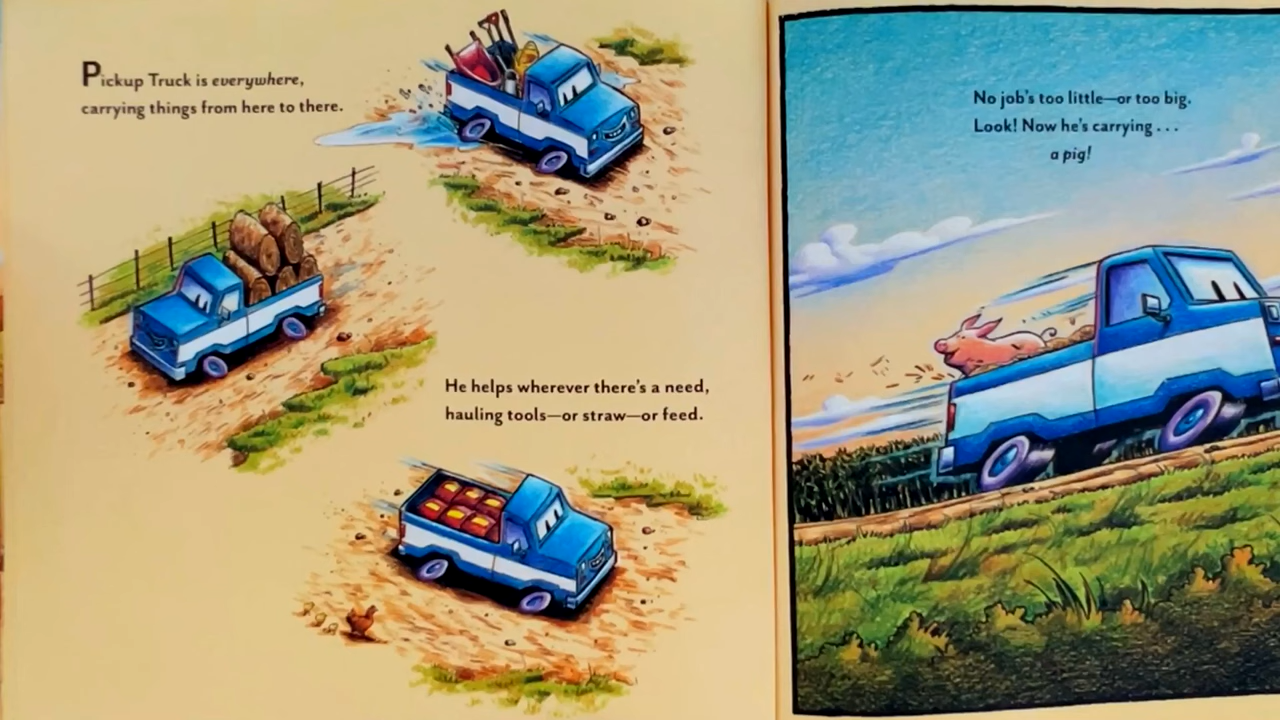 Pickup Truck is everywhere,
carrying things from here to there.
He helps wherever there's a need,
hauling tools—or straw—or feed.
No job's too little—or too big.
Look! Now he's carrying . . .
a pig!